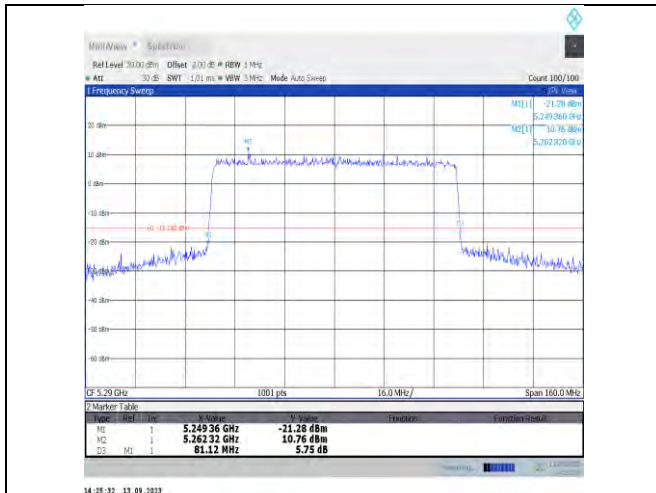 MultiView Spectrum
Ref Level 30.00 dBm Offset 2.00 dB RBW 1 MHz
Att 30 dB SWT 1.01 ms VBW 3 MHz Mode Auto Sweep Count 100/100
1 Frequency Sweep View
M1[1] -21.28 dBm
5.249360 GHz
M2[1] 10.76 dBm
5.262320 GHz
20 dBm
M2
10 dBm
0 dBm
-10 dBm
M1 D3
-20 dBm
-40 dBm
-50 dBm
-60 dBm
CF 5.29 GHz 1001 pts 16.0 MHz/ Span 160.0 MHz
2 Marker Table
Type Ref Trc X-Value Y-Value Function Function Result
M1 1 5.249 36 GHz -21.28 dBm
M2 1 5.262 32 GHz 10.76 dBm
D3 M1 1 81.12 MHz 5.75 dB
14:25:32 13.09.2023